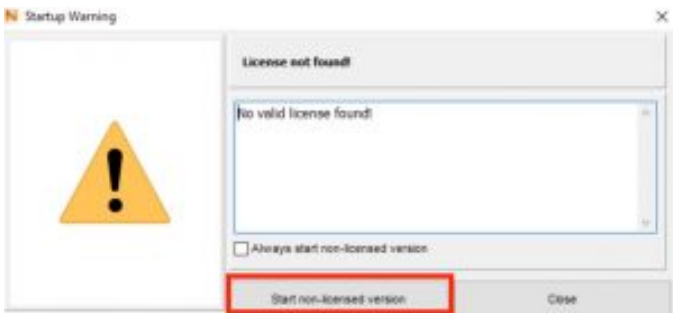 Startup Warning
License not found!
No valid license found!
Always start non-licensed version
Start non-licensed version
Close